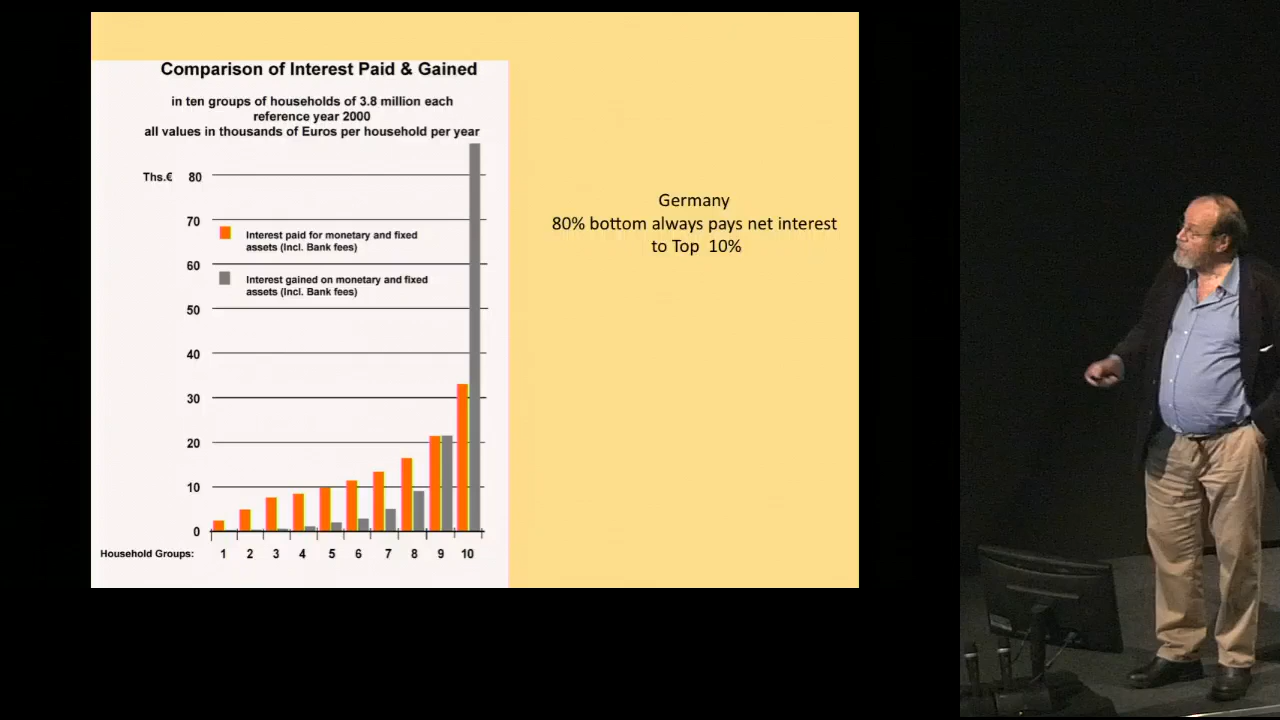 Comparison of Interest Paid & Gained
in ten groups of households of 3.8 million each
reference year 2000
all values in thousands of Euros per household per year
Ths.€ 80
70
Interest paid for monetary and fixed
assets (Incl. Bank fees)
60
Interest gained on monetary and fixed
assets (Incl. Bank fees)
50
40
30
20
10
0
Household Groups: 1 2 3 4 5 6 7 8 9 10
Germany
80% bottom always pays net interest
to Top 10%